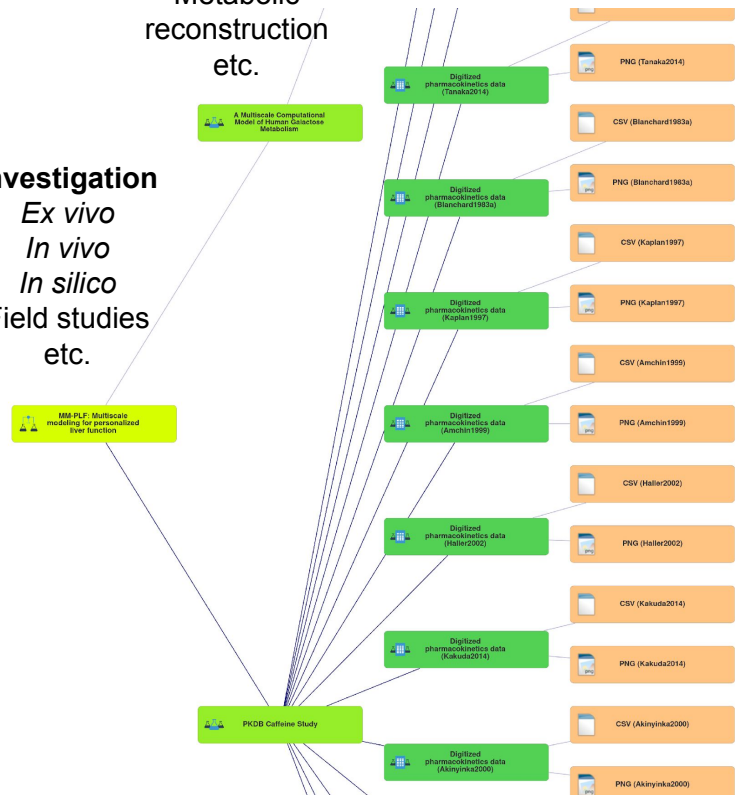 reconstruction
etc.
A Multiscale Computational
Model of Human Galactose
Metabolism
Ex vivo
In vivo
In silico
studies
etc.
MM-PLF: Multiscale
modeling for personalized
liver function
PKDB Caffeine Study
Digitized
pharmacokinetics data
(Tanaka2014)
Digitized
pharmacokinetics data
(Blanchard1983a)
Digitized
pharmacokinetics data
(Kaplan1997)
Digitized
pharmacokinetics data
(Amchin1999)
Digitized
pharmacokinetics data
(Haller2002)
Digitized
pharmacokinetics data
(Kakuda2014)
Digitized
pharmacokinetics data
(Akinyinka2000)
PNG (Tanaka2014)
CSV (Blanchard1983a)
PNG (Blanchard1983a)
CSV (Kaplan1997)
PNG (Kaplan1997)
CSV (Amchin1999)
PNG (Amchin1999)
CSV (Haller2002)
PNG (Haller2002)
CSV (Kakuda2014)
PNG (Kakuda2014)
CSV (Akinyinka2000)
PNG (Akinyinka2000)